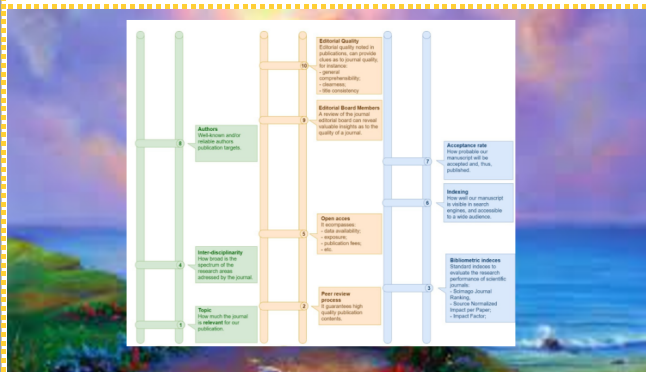 Authors
Well-known and/or
reliable authors
publication targets.
8
Inter-disciplinarity
How broad is the
spectrum of the
research areas
adressed by the journal.
4
Topic
How much the journal
is relevant for our
publication.
1
Editorial Quality
Editorial quality noted in
publications, can provide
clues as to journal quality,
for instance:
- general
comprehensibility;
- clearness;
- title consistency
10
Editorial Board Members
A review of the journal
editorial board can reveal
valuable insights as to the
quality of a journal.
9
Open acces
It encompases:
- data availability;
- exposure;
- publication fees;
- etc.
5
Peer review
process
It guarantees high
quality publication
contents.
2
Acceptance rate
How probable our
manuscript will be
accepted and, thus,
published.
7
Indexing
How well our manuscript
is visible in search
engines, and accessible
to a wide audience.
6
Bibliometric indeces
Standard indeces to
evaluate the research
performance of scientific
journals:
- Scimago Journal
Ranking,
- Source Normalized
Impact per Paper;
- Impact Factor;
3